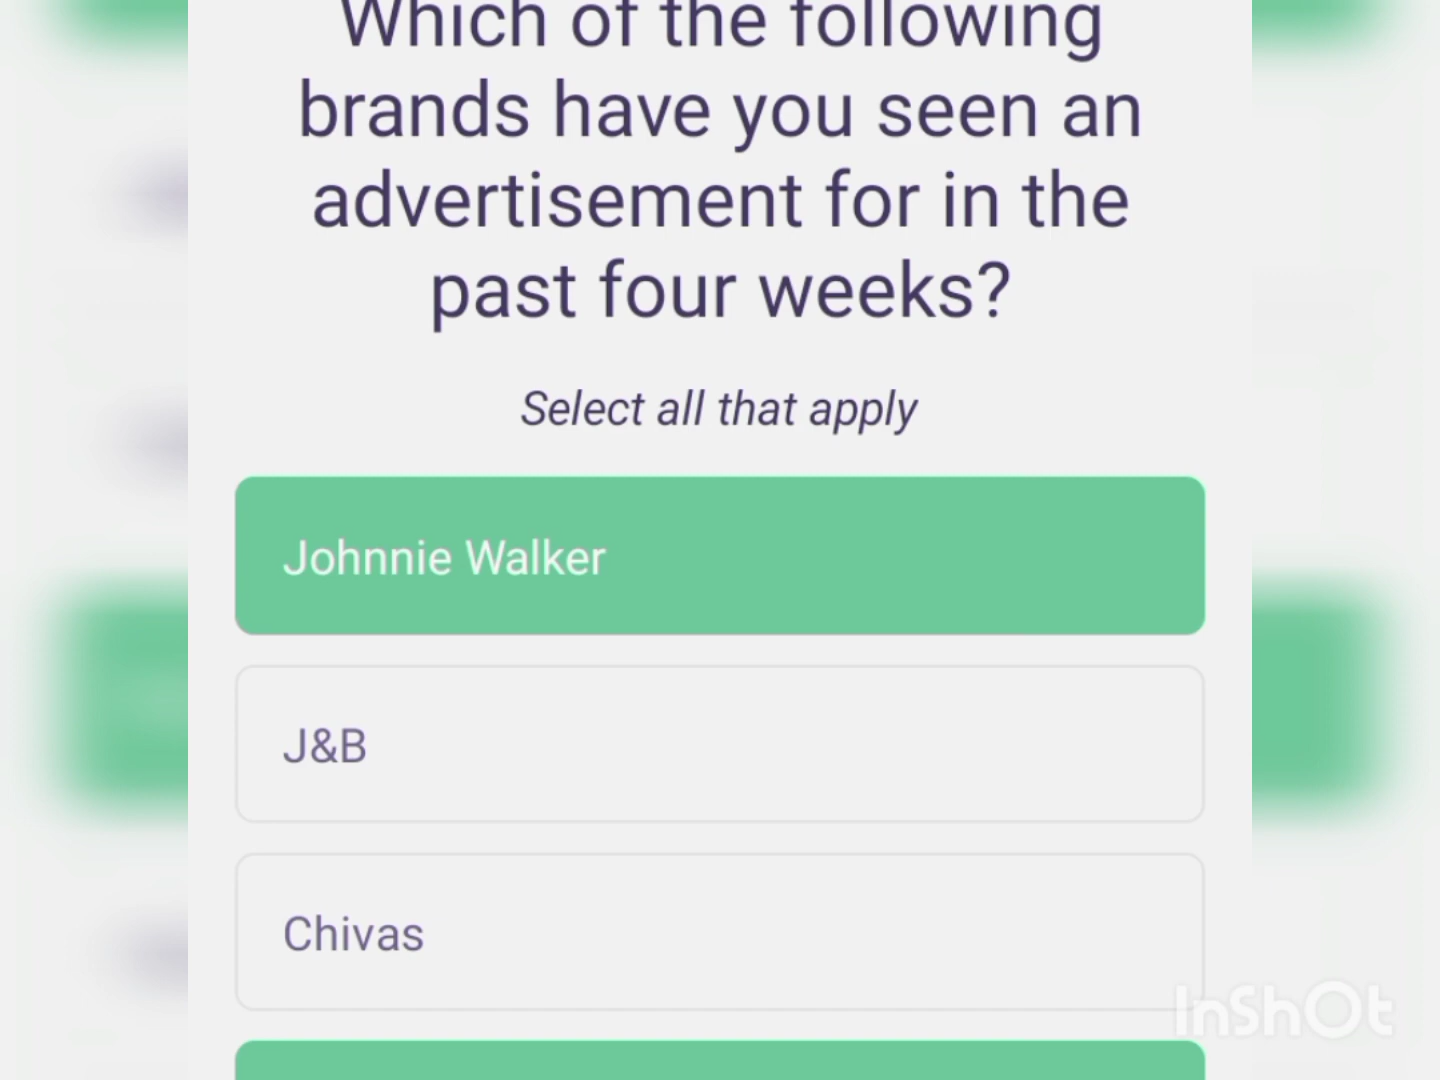 Which of the following
brands have you seen an
advertisement for in the
past four weeks?
Select all that apply
Johnnie Walker
J&B
Chivas
InShOt